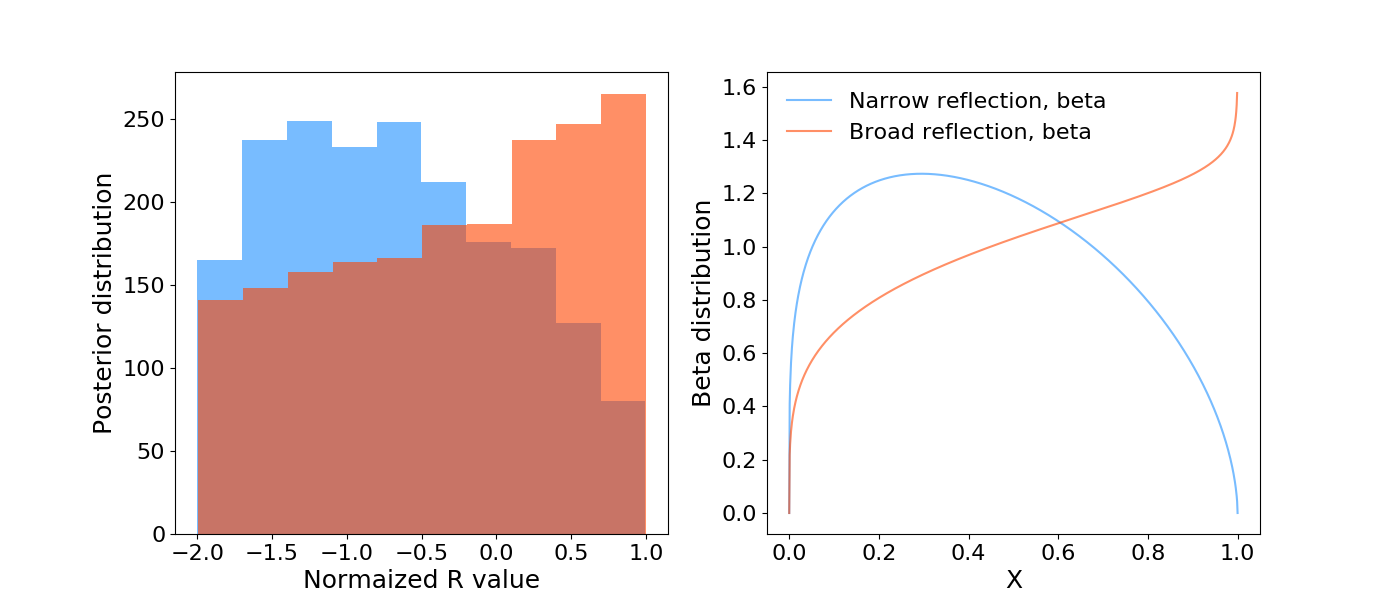 Posterior distribution
250
200
150
100
50
0
−2.0 −1.5 −1.0 −0.5 0.0 0.5 1.0
Normaized R value
Beta distribution
1.6
1.4
1.2
1.0
0.8
0.6
0.4
0.2
0.0
Narrow reflection, beta
Broad reflection, beta
0.0 0.2 0.4 0.6 0.8 1.0
X